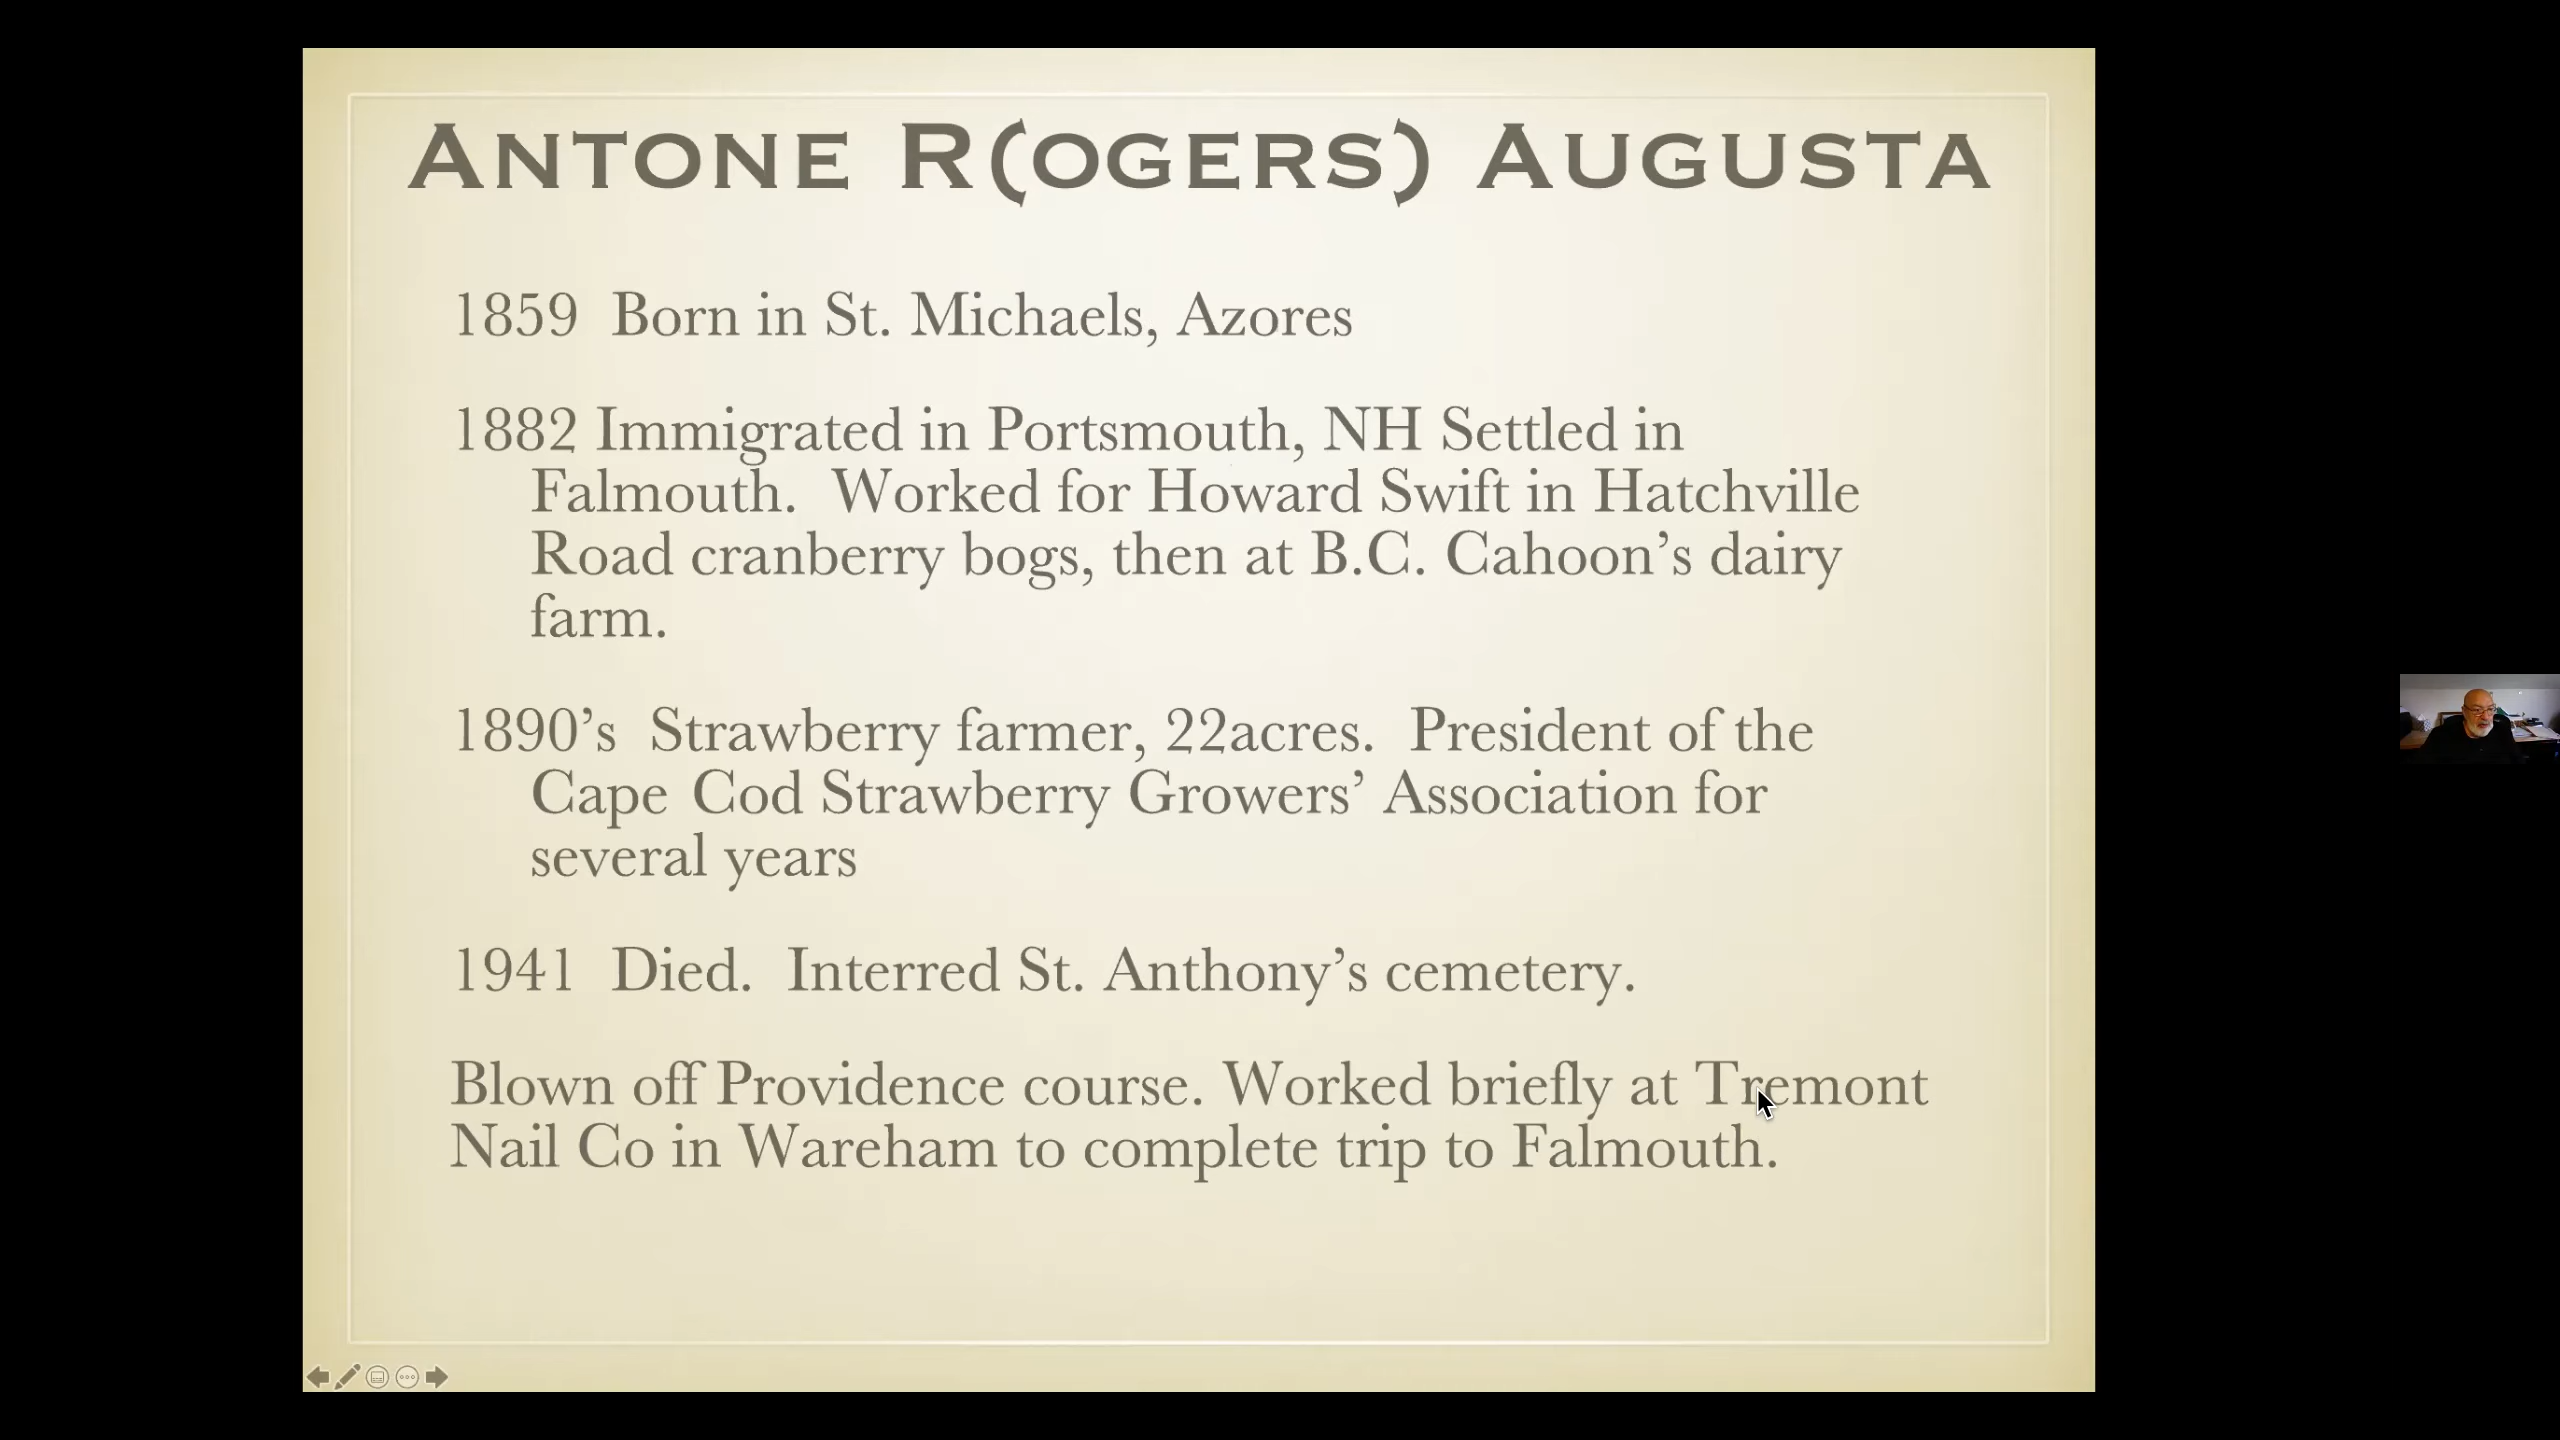 Antone R(ogers) Augusta
1859 Born in St. Michaels, Azores
1882 Immigrated in Portsmouth, NH Settled in
Falmouth. Worked for Howard Swift in Hatchville
Road cranberry bogs, then at B.C. Cahoon’s dairy
farm.
1890’s Strawberry farmer, 22acres. President of the
Cape Cod Strawberry Growers’ Association for
several years
1941 Died. Interred St. Anthony’s cemetery.
Blown off Providence course. Worked briefly at Tremont
Nail Co in Wareham to complete trip to Falmouth.